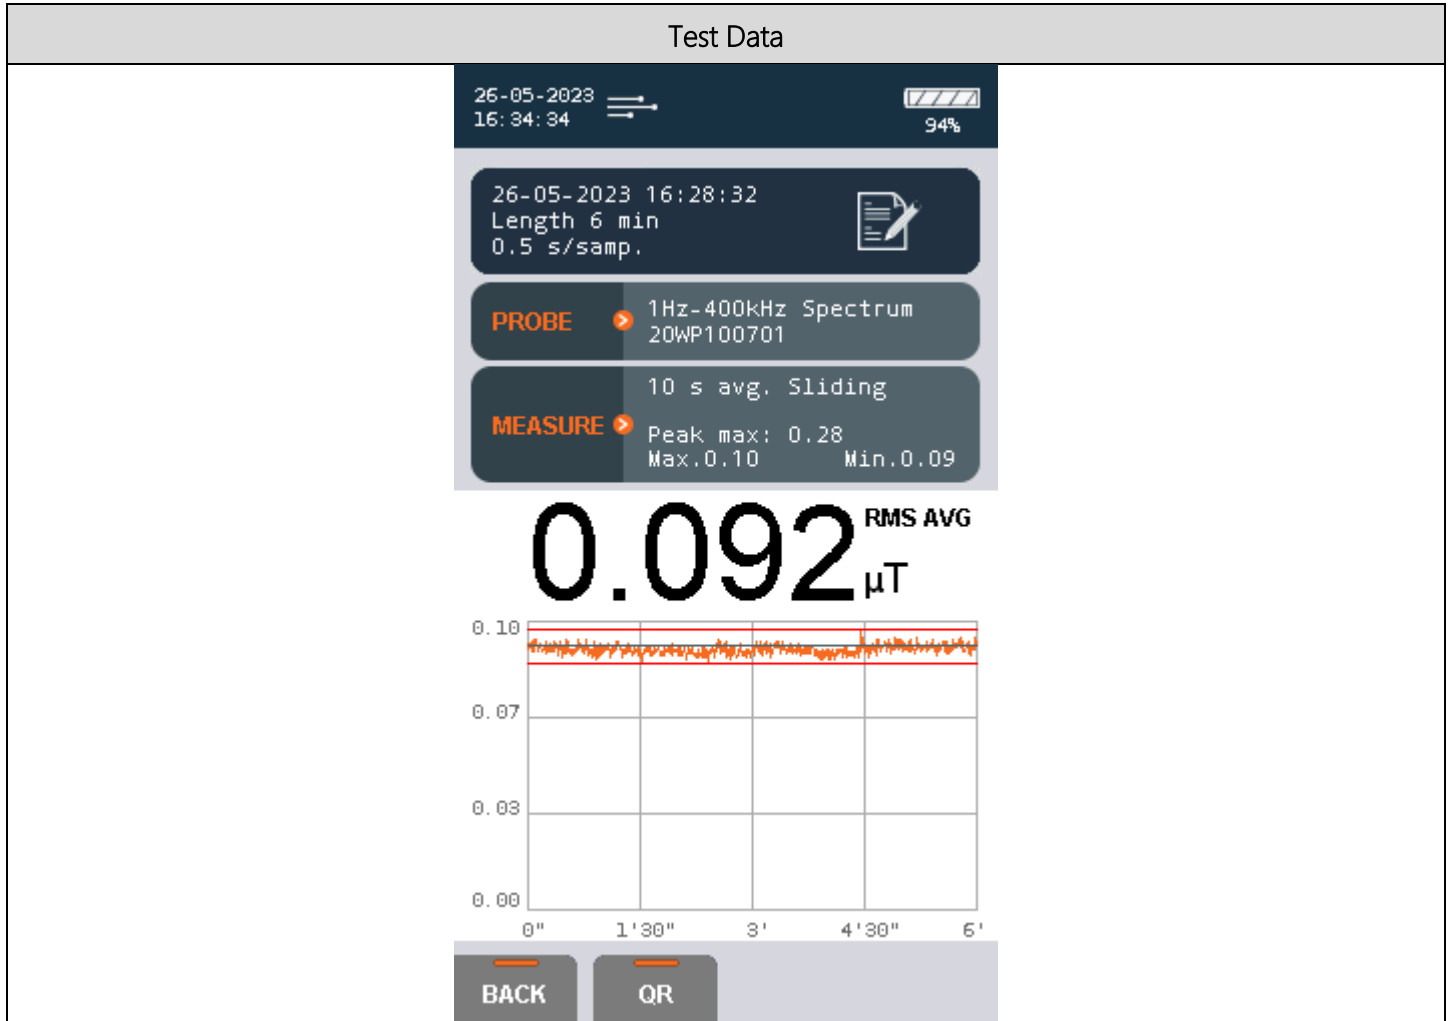 Test Data
26-05-2023
16:34:34
94%
26-05-2023 16:28:32
Length 6 min
0.5 s/samp.
PROBE
1Hz-400kHz Spectrum
20WP100701
MEASURE
10 s avg. Sliding
Peak max: 0.28
Max.0.10 Min.0.09
0.092 RMS AVG
µT
0.10
0.07
0.03
0.00
0" 1'30" 3' 4'30" 6'
BACK QR